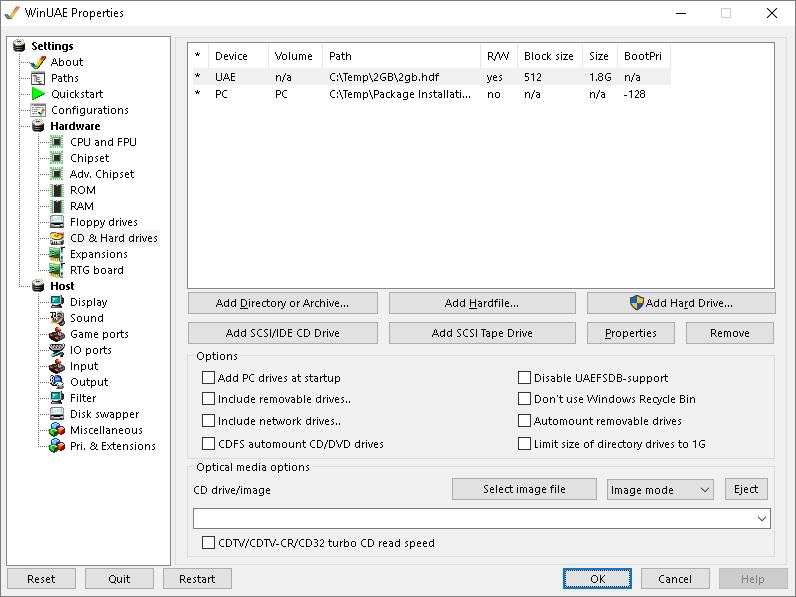 WinUAE Properties
Settings
About
Paths
Quickstart
Configurations
Hardware
CPU and FPU
Chipset
Adv. Chipset
ROM
RAM
Floppy drives
CD & Hard drives
Expansions
RTG board
Host
Display
Sound
Game ports
IO ports
Input
Output
Filter
Disk swapper
Miscellaneous
Pri. & Extensions
* Device Volume Path R/W Block size Size BootPri
* UAE n/a C:\Temp\2GB\2gb.hdf yes 512 1.8G n/a
* PC PC C:\Temp\Package Installati... no n/a n/a -128
Add Directory or Archive... Add Hardfile... Add Hard Drive...
Add SCSI/IDE CD Drive Add SCSI Tape Drive Properties Remove
Options
Add PC drives at startup Disable UAEFSDB-support
Include removable drives.. Don't use Windows Recycle Bin
Include network drives.. Automount removable drives
CDFS automount CD/DVD drives Limit size of directory drives to 1G
Optical media options
CD drive/image Select image file Image mode Eject
CDTV/CDTV-CR/CD32 turbo CD read speed
Reset Quit Restart OK Cancel Help